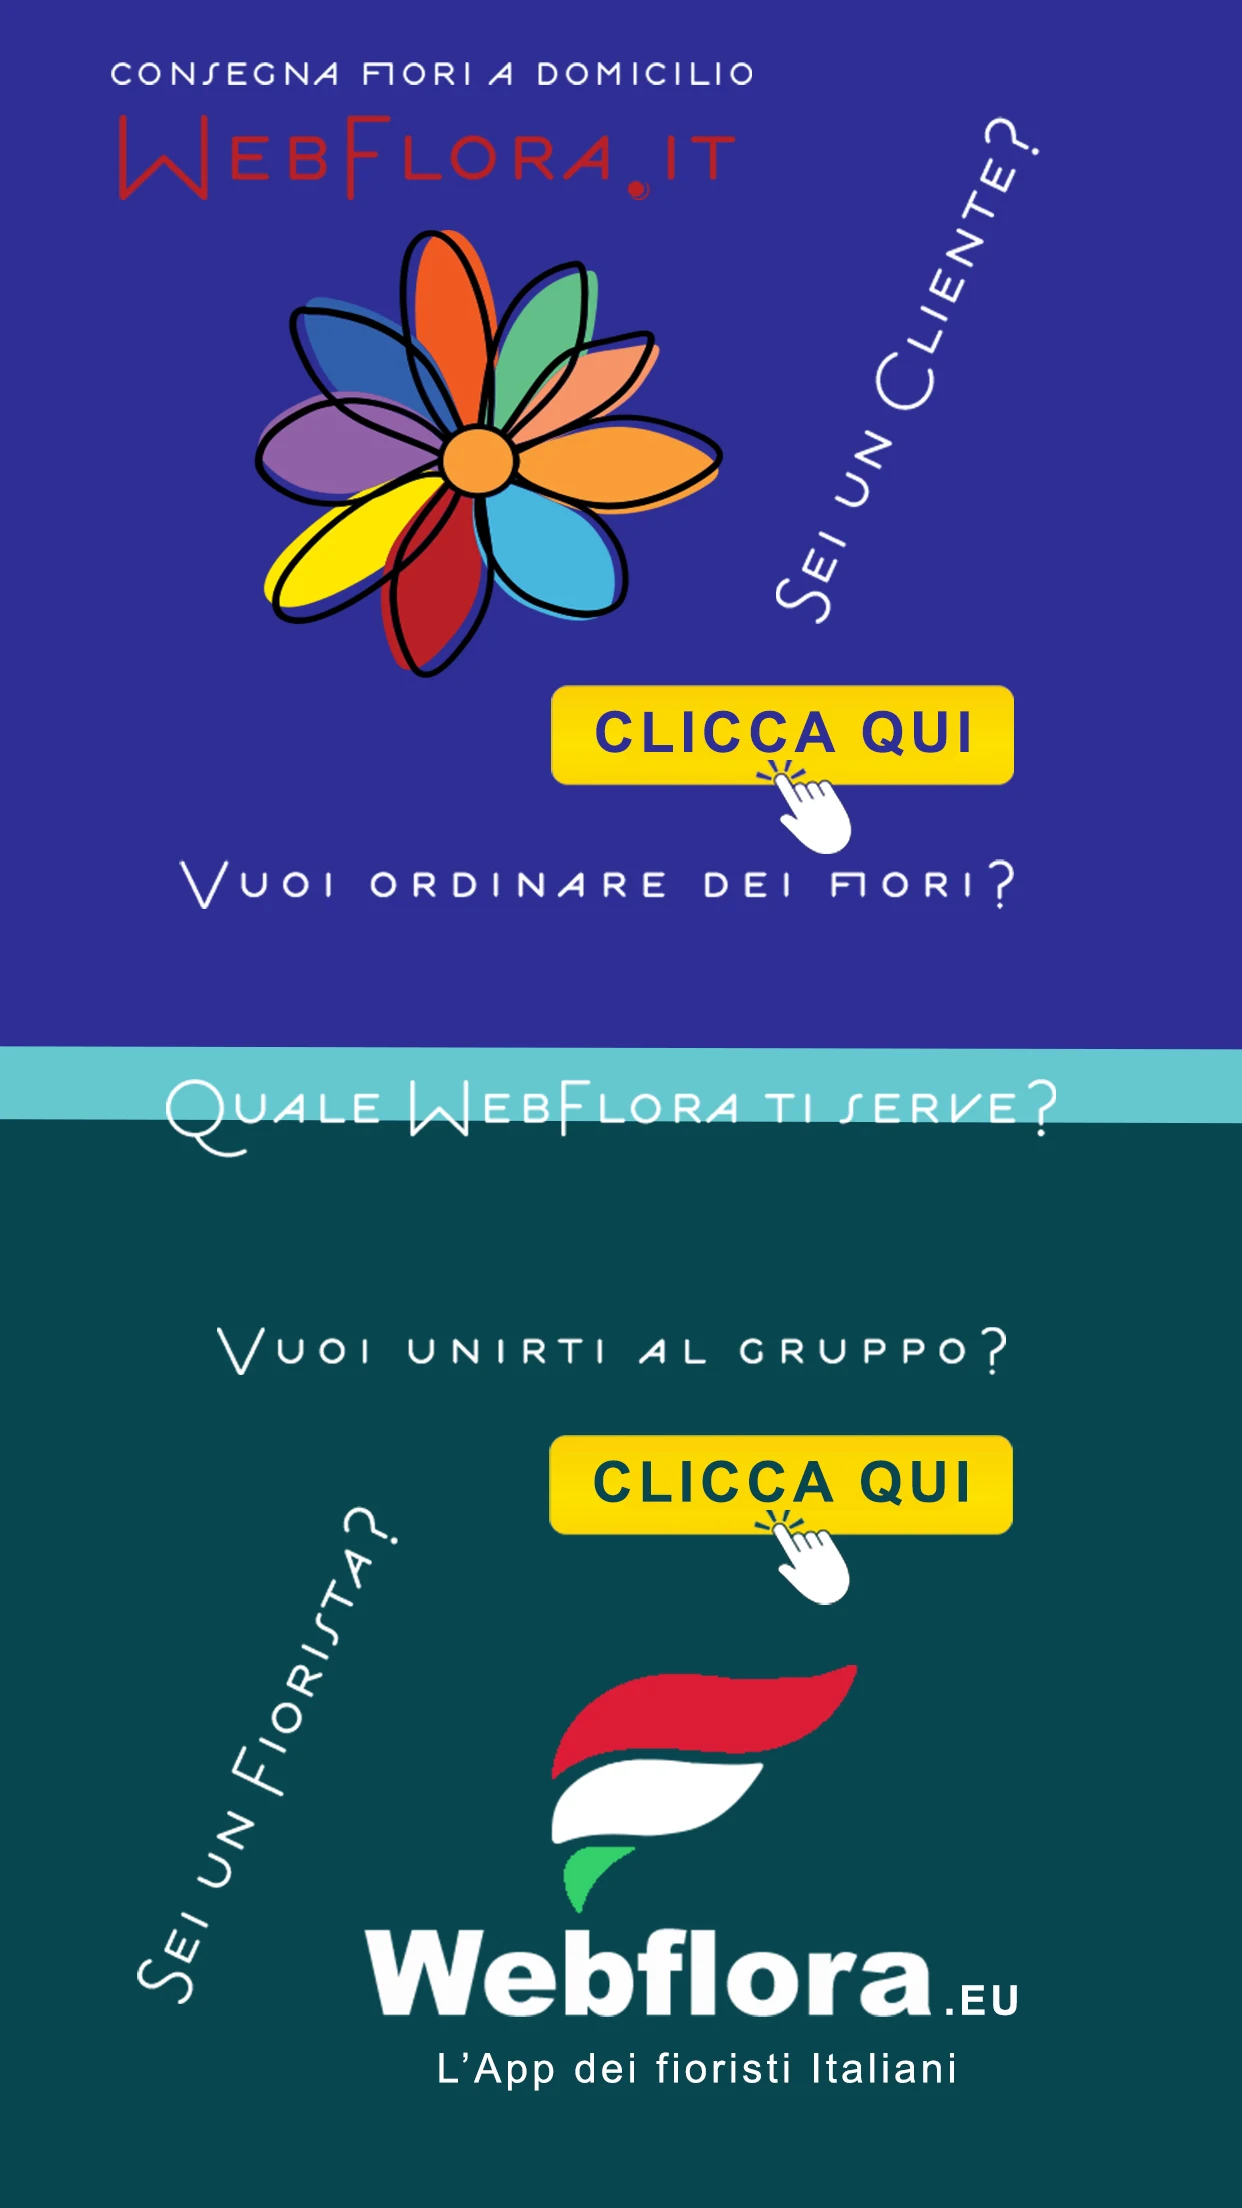 CONSEGNA FIORI A DOMICILIO
WEBFLORA.IT
SEI UN CLIENTE?
CLICCA QUI
VUOI ORDINARE DEI FIORI?
QUALE WEBFLORA TI SERVE?
VUOI UNIRTI AL GRUPPO?
CLICCA QUI
SEI UN FIORISTA?
Webflora.EU
L'App dei fioristi Italiani